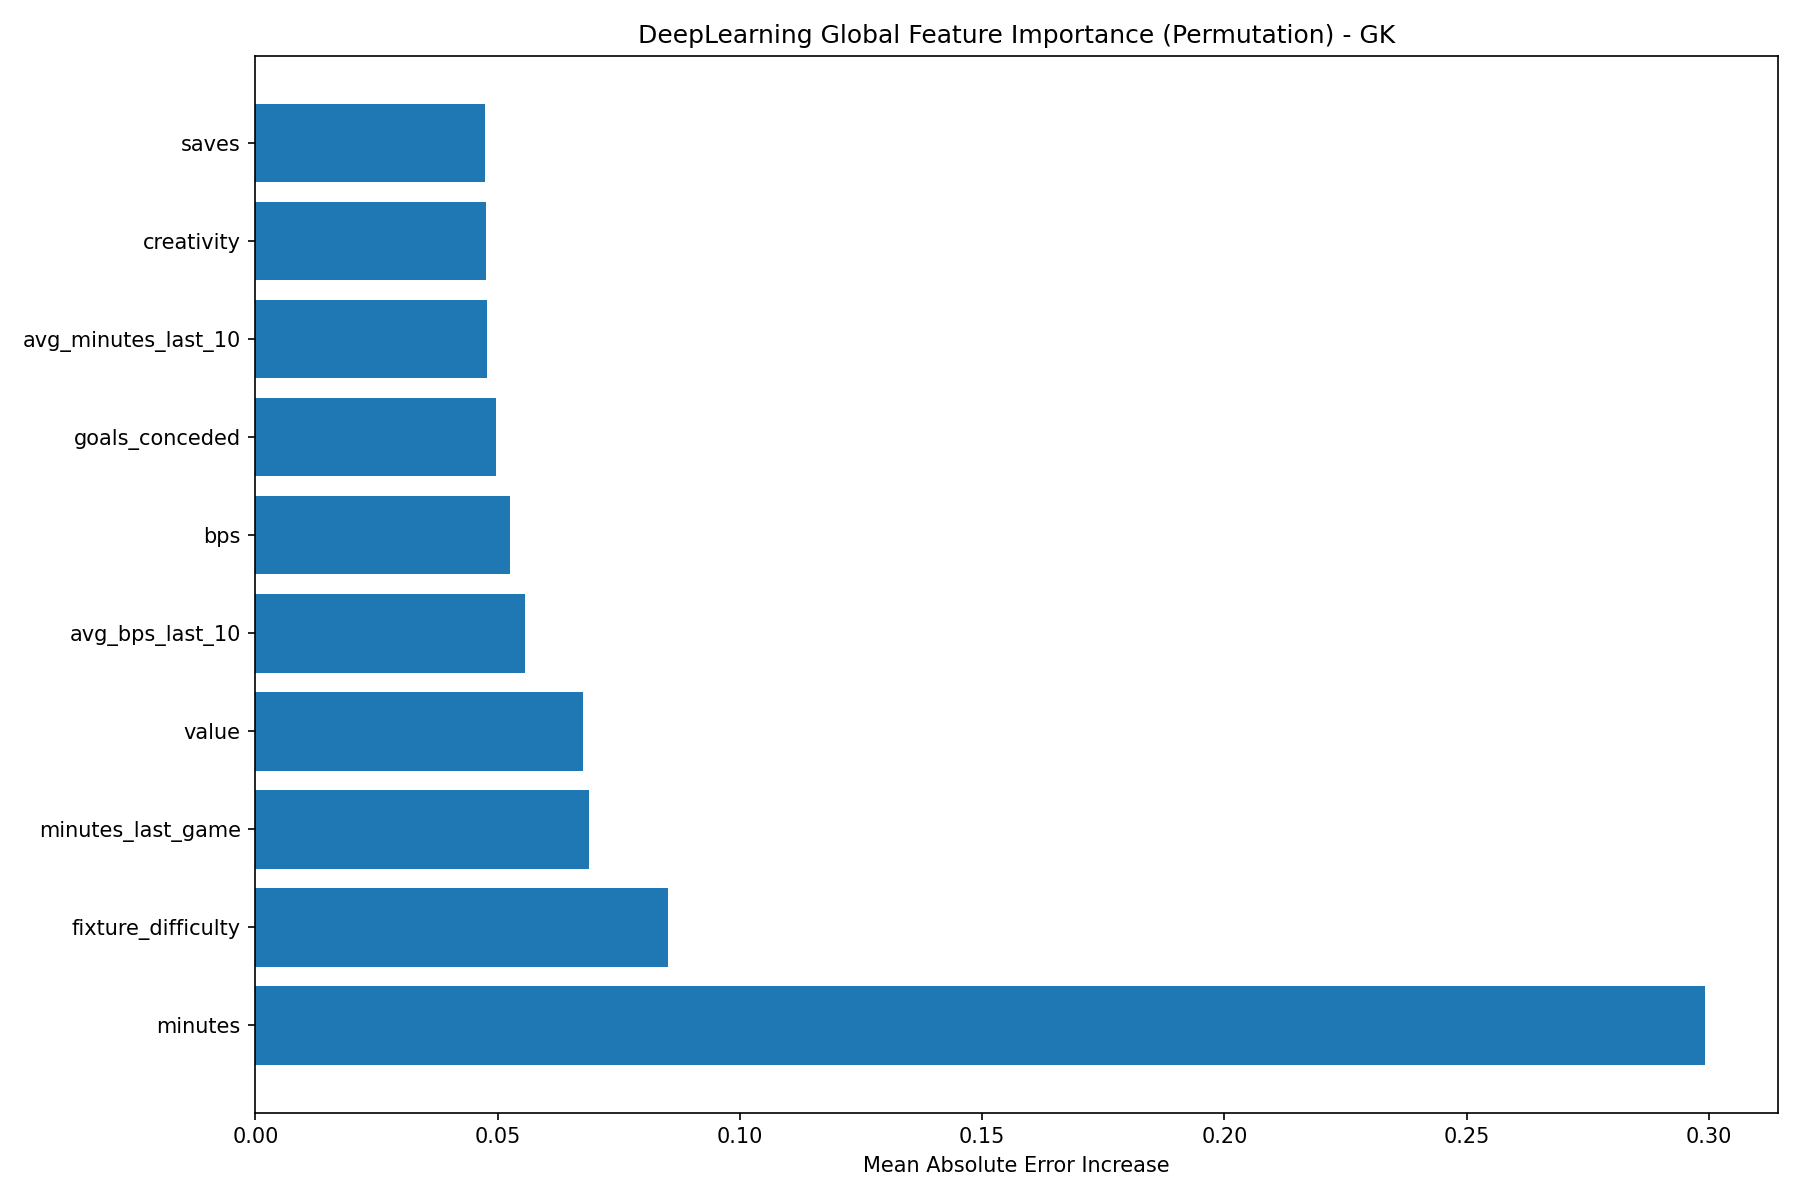 DeepLearning Global Feature Importance (Permutation) - GK
saves
creativity
avg_minutes_last_10
goals_conceded
bps
avg_bps_last_10
value
minutes_last_game
fixture_difficulty
minutes
0.00 0.05 0.10 0.15 0.20 0.25 0.30
Mean Absolute Error Increase